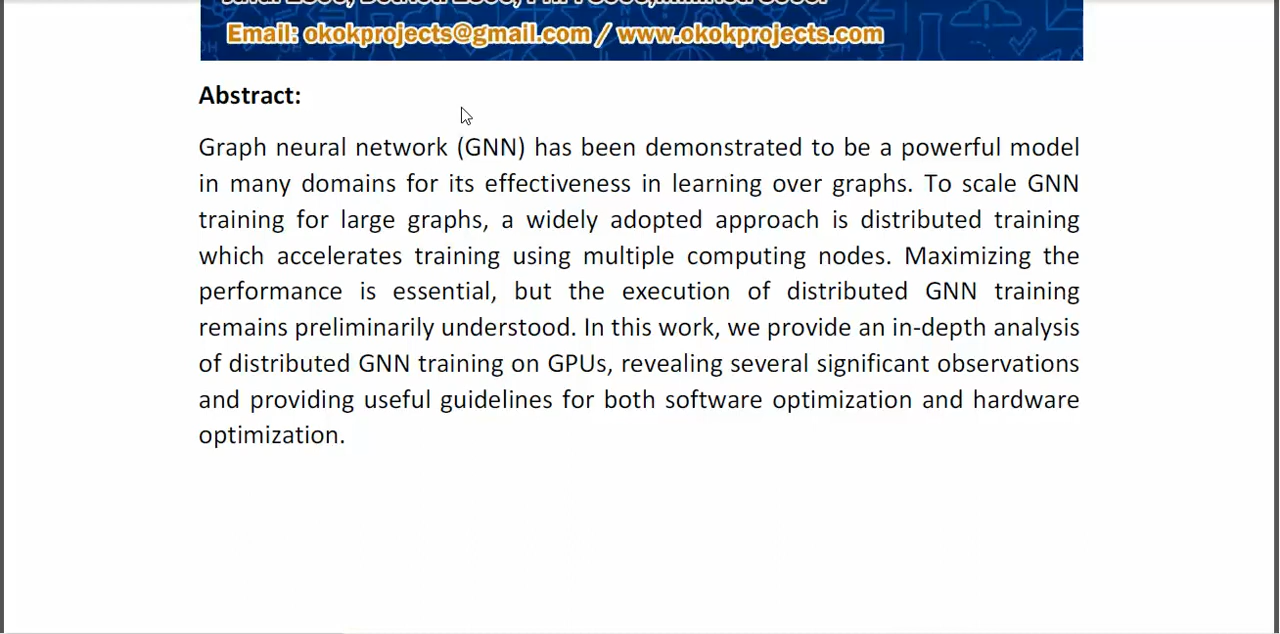 Email: okokprojects@gmail.com / www.okokprojects.com
Abstract:
Graph neural network (GNN) has been demonstrated to be a powerful model
in many domains for its effectiveness in learning over graphs. To scale GNN
training for large graphs, a widely adopted approach is distributed training
which accelerates training using multiple computing nodes. Maximizing the
performance is essential, but the execution of distributed GNN training
remains preliminarily understood. In this work, we provide an in-depth analysis
of distributed GNN training on GPUs, revealing several significant observations
and providing useful guidelines for both software optimization and hardware
optimization.